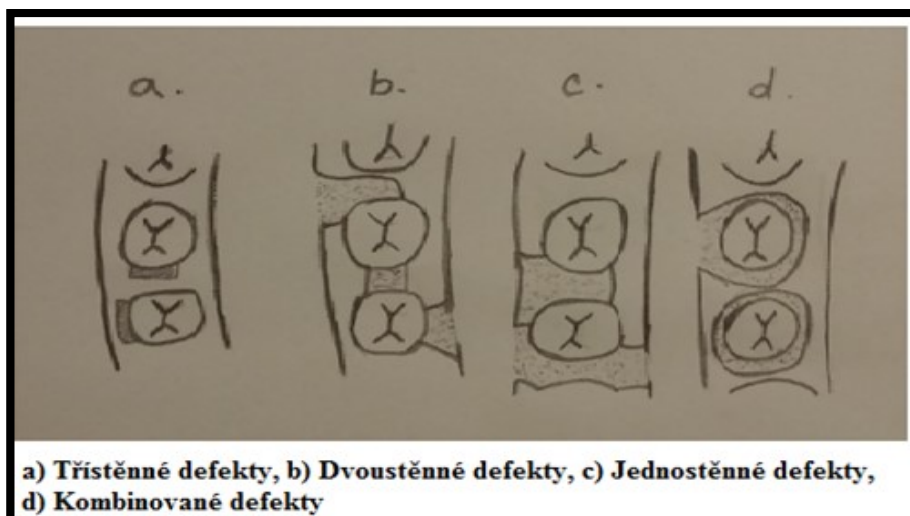 a. b. c. d.
a) Třístěnné defekty, b) Dvoustěnné defekty, c) Jednostěnné defekty,
d) Kombinované defekty